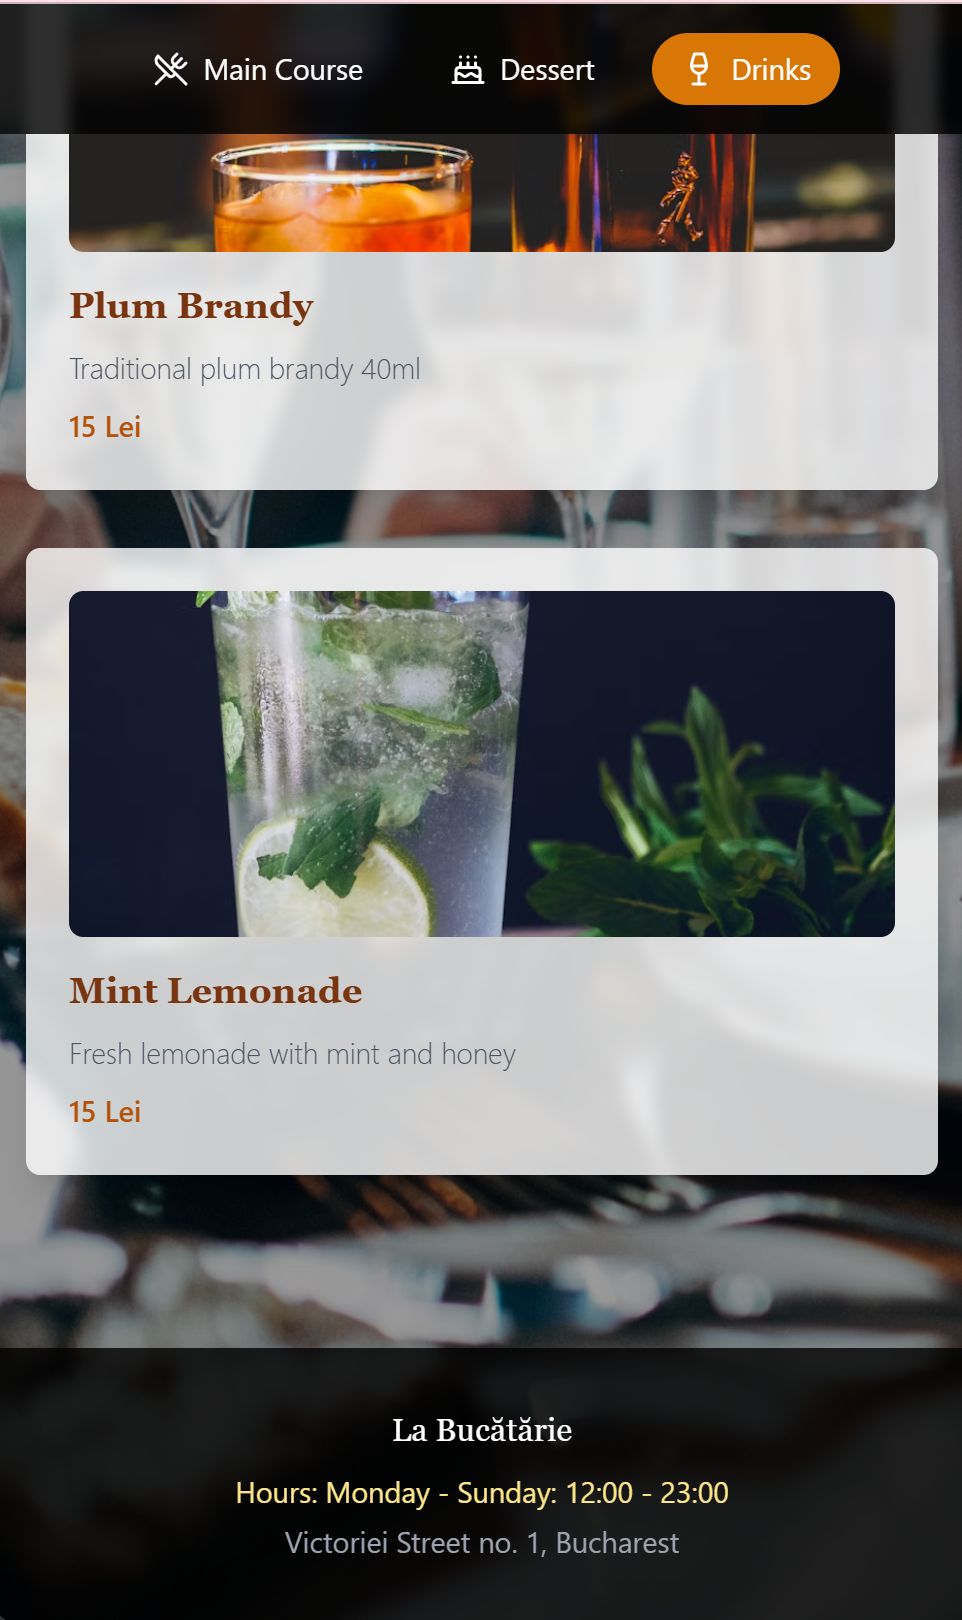 Main Course
Dessert
Drinks
Plum Brandy
Traditional plum brandy 40ml
15 Lei
Mint Lemonade
Fresh lemonade with mint and honey
15 Lei
La Bucătărie
Hours: Monday - Sunday: 12:00 - 23:00
Victoriei Street no. 1, Bucharest